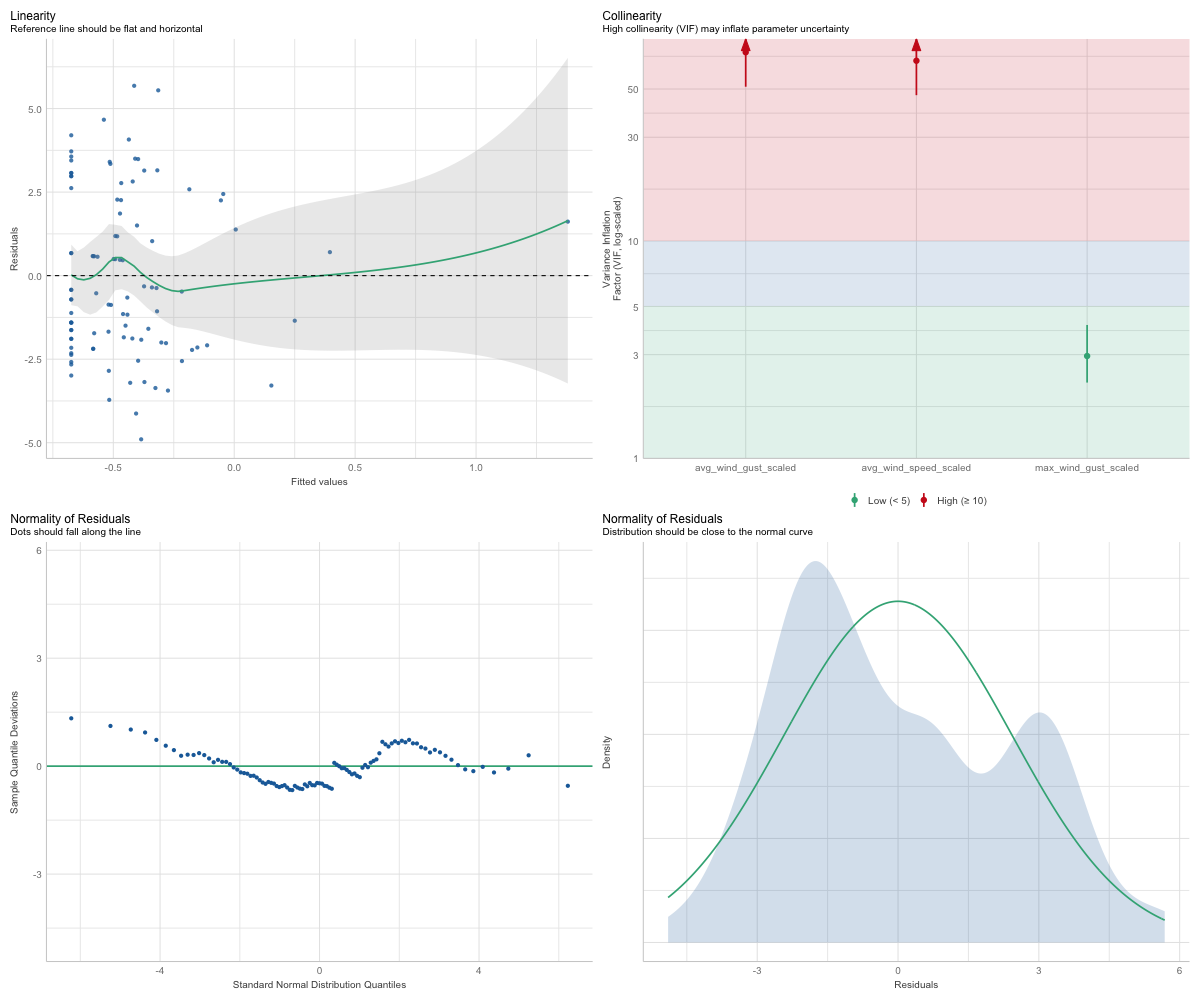 Linearity
Reference line should be flat and horizontal
5.0
2.5
0.0
-2.5
-5.0
Residuals
-0.5
0.0
0.5
1.0
Fitted values
Collinearity
High collinearity (VIF) may inflate parameter uncertainty
50
30
10
5
3
1
Variance Inflation
Factor (VIF, log-scaled)
avg_wind_gust_scaled
avg_wind_speed_scaled
max_wind_gust_scaled
Low (< 5)
High (≥ 10)
Normality of Residuals
Dots should fall along the line
6
3
0
-3
Sample Quantile Deviations
-4
0
4
Standard Normal Distribution Quantiles
Normality of Residuals
Distribution should be close to the normal curve
Density
-3
0
3
6
Residuals